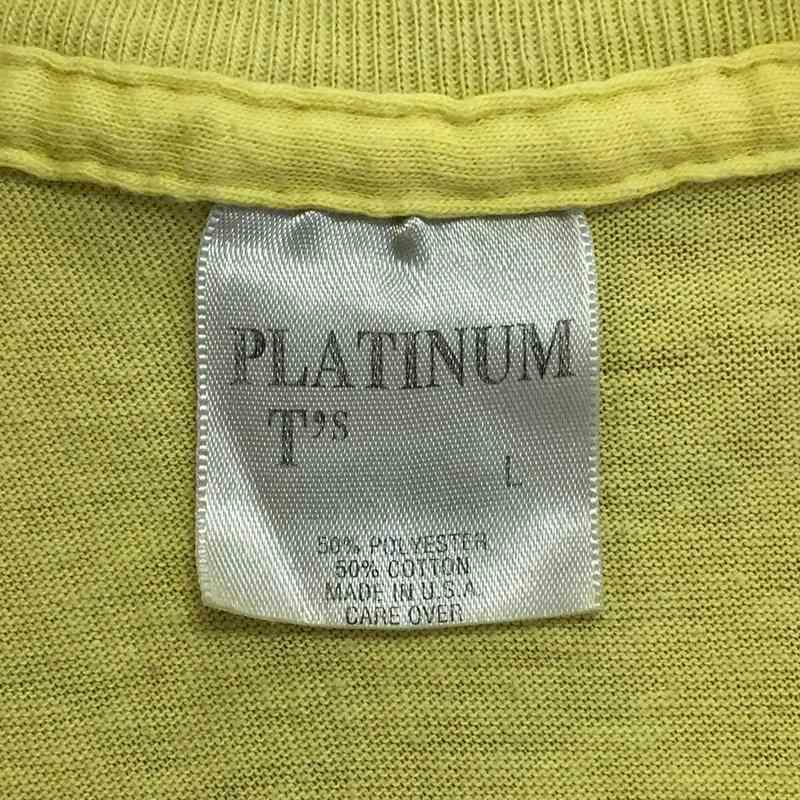 PLATINUM
T's
L
50% POLYESTER
50% COTTON
MADE IN U.S.A.
CARE OVER